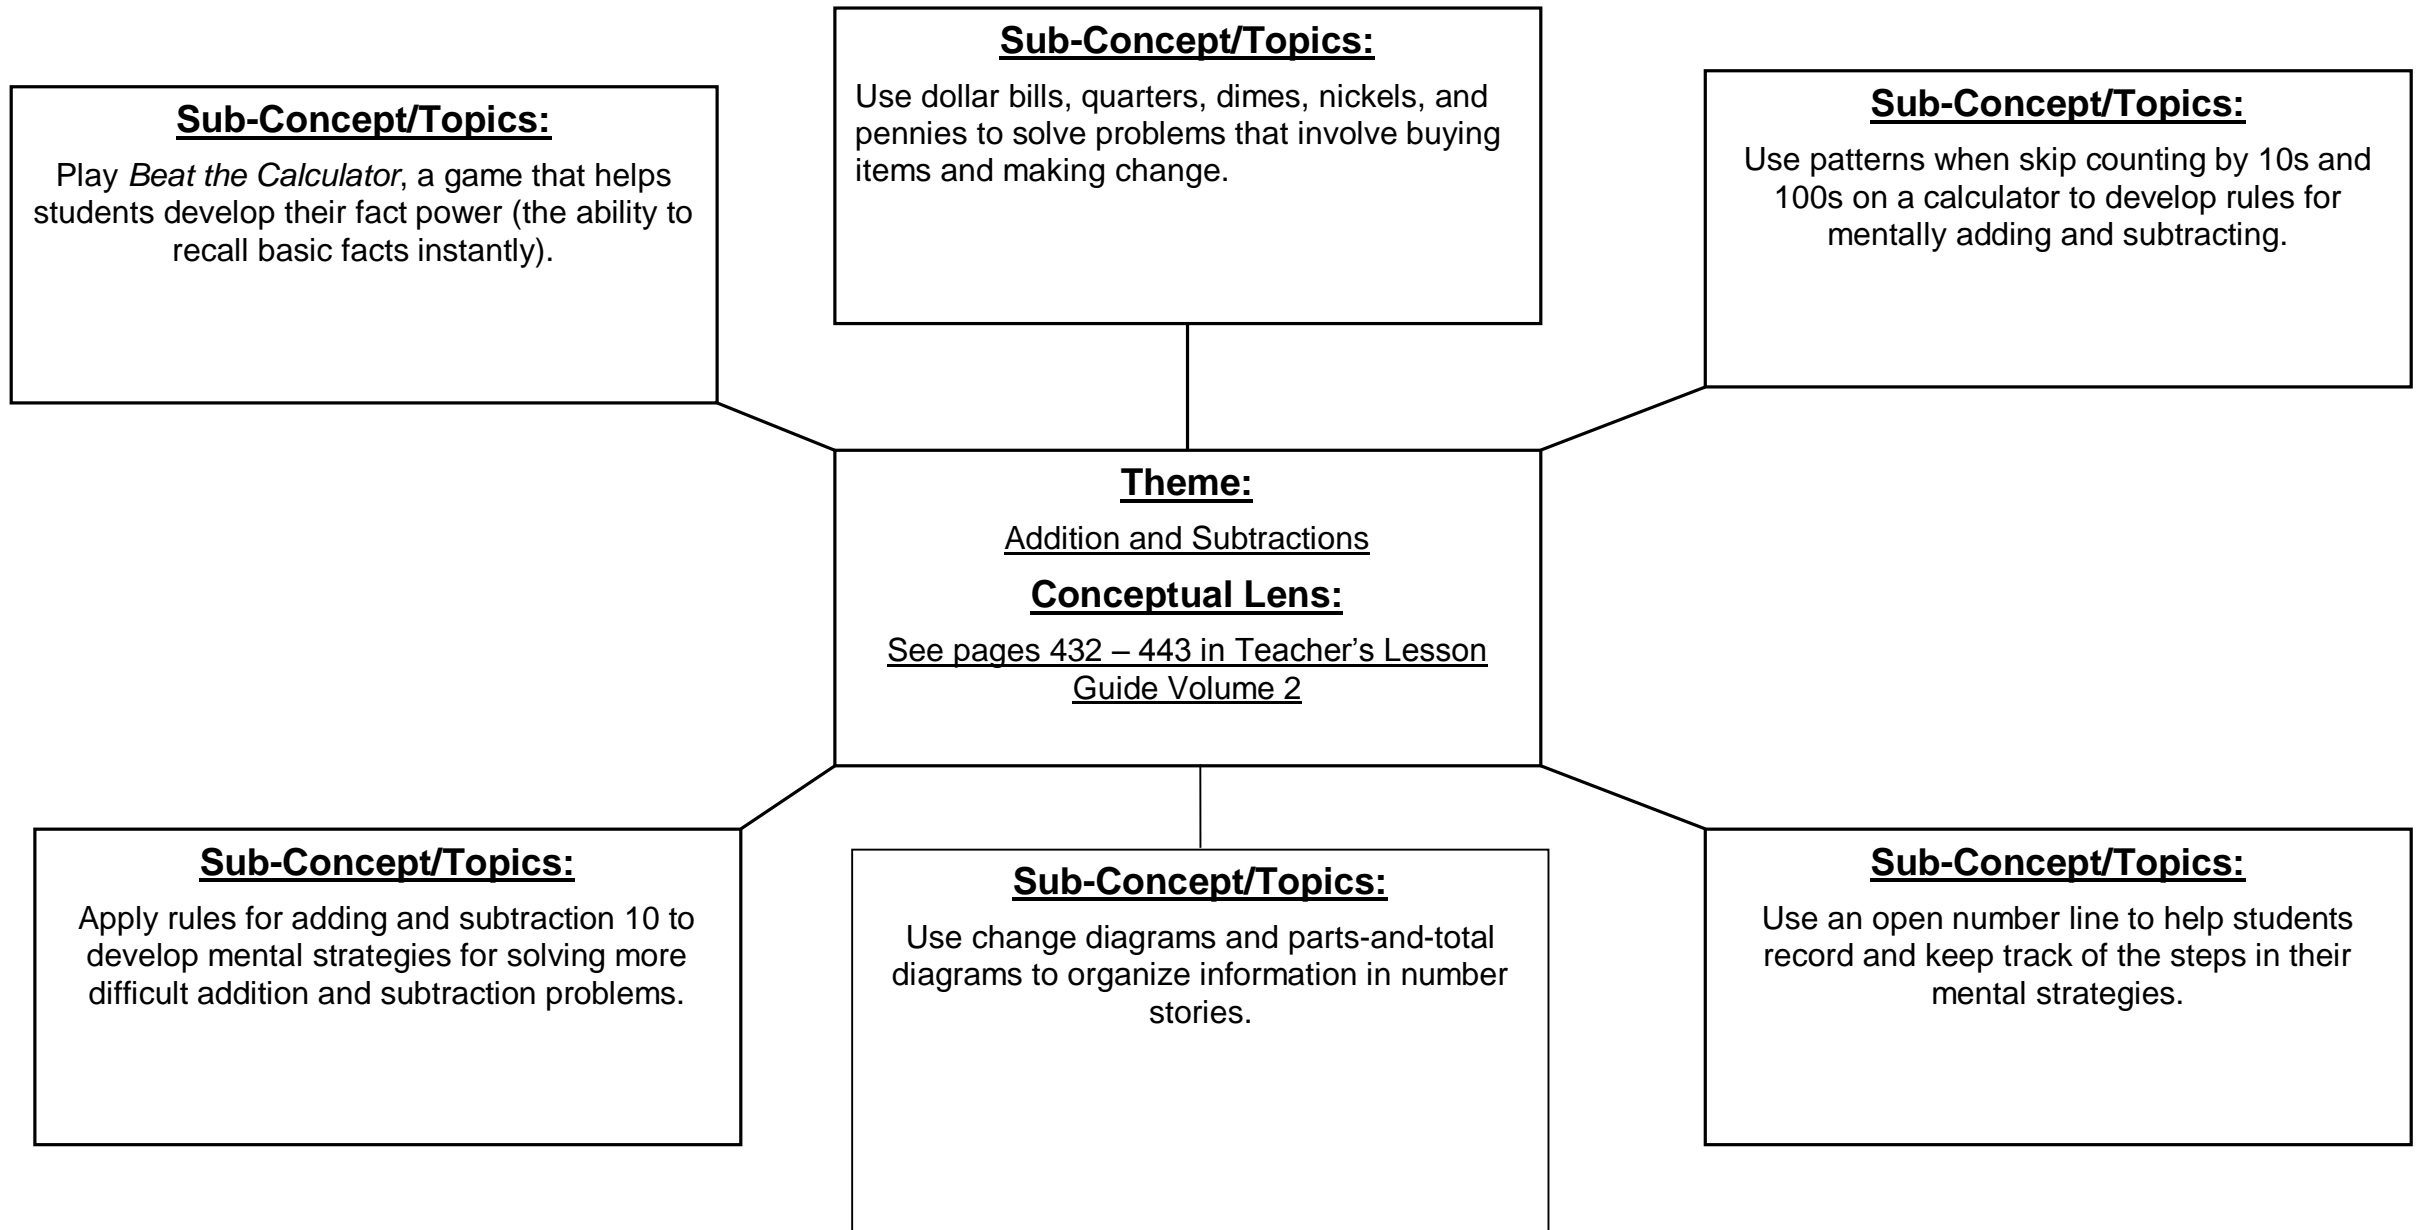 Sub-Concept/Topics:
Play Beat the Calculator, a game that helps
students develop their fact power (the ability to
recall basic facts instantly).
Sub-Concept/Topics:
Use dollar bills, quarters, dimes, nickels, and
pennies to solve problems that involve buying
items and making change.
Sub-Concept/Topics:
Use patterns when skip counting by 10s and
100s on a calculator to develop rules for
mentally adding and subtracting.
Theme:
Addition and Subtractions
Conceptual Lens:
See pages 432 – 443 in Teacher’s Lesson
Guide Volume 2
Sub-Concept/Topics:
Apply rules for adding and subtraction 10 to
develop mental strategies for solving more
difficult addition and subtraction problems.
Sub-Concept/Topics:
Use change diagrams and parts-and-total
diagrams to organize information in number
stories.
Sub-Concept/Topics:
Use an open number line to help students
record and keep track of the steps in their
mental strategies.